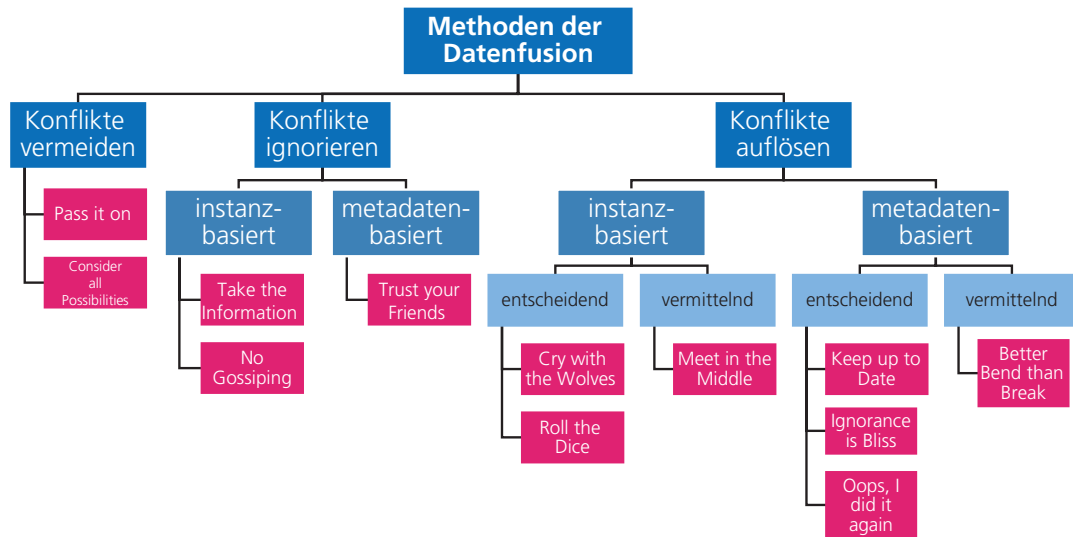 Methoden der
Datenfusion
Konflikte
vermeiden
Konflikte
ignorieren
Konflikte
auflösen
Pass it on
Consider
all
Possibilities
instanz-
basiert
metadaten-
basiert
Take the
Information
No
Gossiping
Trust your
Friends
instanz-
basiert
metadaten-
basiert
entscheidend
vermittelnd
entscheidend
vermittelnd
Cry with
the Wolves
Roll the
Dice
Meet in the
Middle
Keep up to
Date
Ignorance
is Bliss
Oops, I
did it
again
Better
Bend than
Break